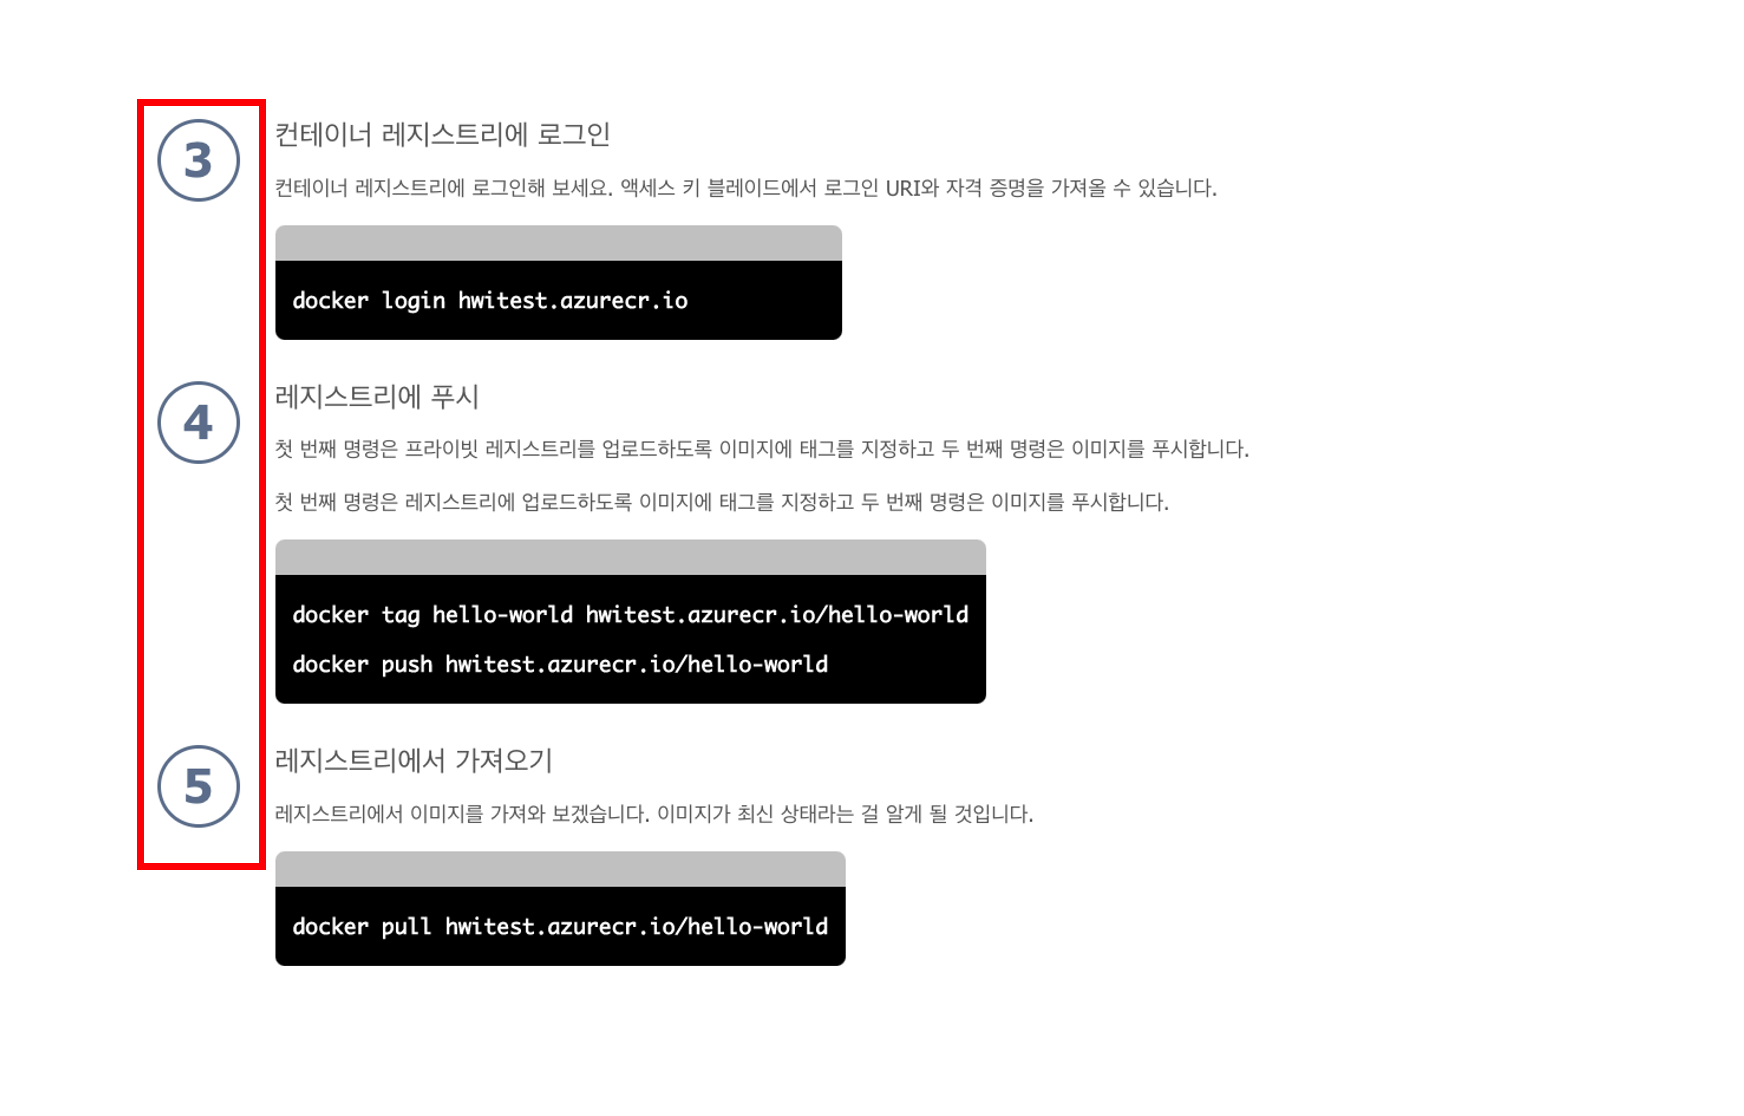 3
컨테이너 레지스트리에 로그인
컨테이너 레지스트리에 로그인해 보세요. 액세스 키 블레이드에서 로그인 URI와 자격 증명을 가져올 수 있습니다.
docker login hwitest.azurecr.io
4
레지스트리에 푸시
첫 번째 명령은 프라이빗 레지스트리를 업로드하도록 이미지에 태그를 지정하고 두 번째 명령은 이미지를 푸시합니다.
첫 번째 명령은 레지스트리에 업로드하도록 이미지에 태그를 지정하고 두 번째 명령은 이미지를 푸시합니다.
docker tag hello-world hwitest.azurecr.io/hello-world
docker push hwitest.azurecr.io/hello-world
5
레지스트리에서 가져오기
레지스트리에서 이미지를 가져와 보겠습니다. 이미지가 최신 상태라는 걸 알게 될 것입니다.
docker pull hwitest.azurecr.io/hello-world